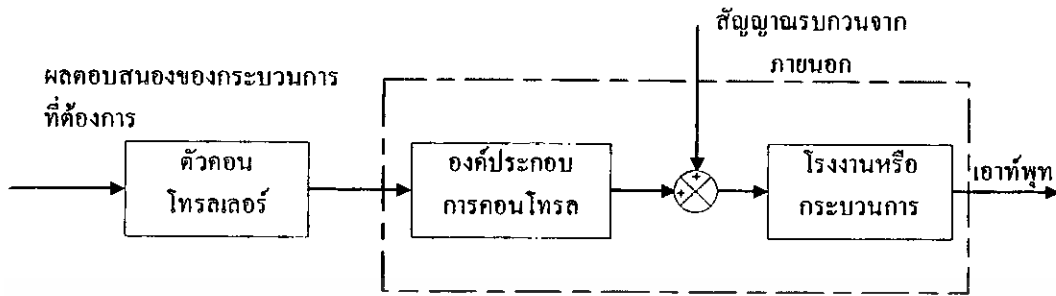 สัญญาณรบกวนจาก
ภายนอก
ผลตอบสนองของกระบวนการ
ที่ต้องการ
ตัวคอน
โทรลเลอร์
องค์ประกอบ
การคอนโทรล
+
+
โรงงานหรือ
กระบวนการ
เอาท์พุท